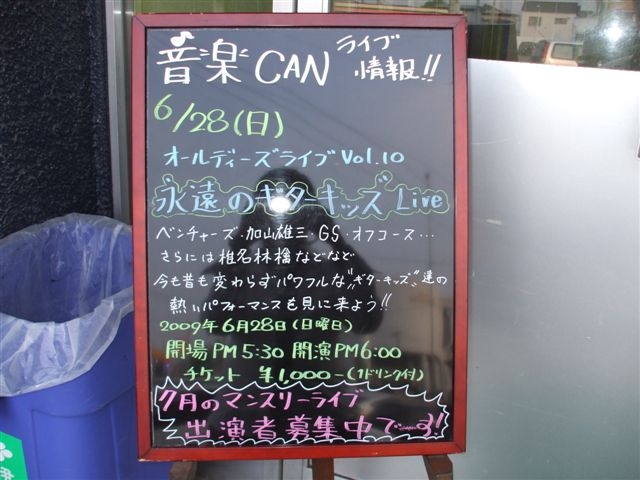 音楽CAN ライブ情報!!
6/28(日)
オールディーズライブ Vol.10
永遠のギターキッズ Live
ベンチャーズ・加山雄三・GS・オフコース…
さらには椎名林檎などなど
今も昔も変わらずパワフルな"ギターキッズ"達の
熱いパフォーマンスを見に来よう!!
2009年6月28日(日曜日)
開場PM5:30 開演PM6:00
チケット ¥1,000-(1ドリンク付)
7月のマンスリーライブ
出演者募集中です!